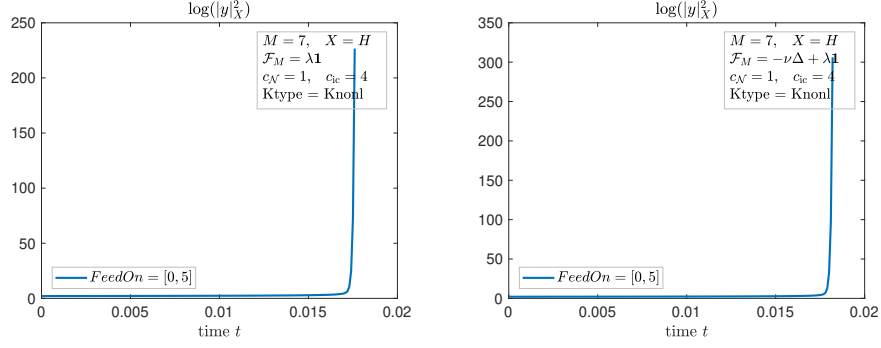 log(|y|²_X)
250
200
150
100
50
0
M = 7, X = H
𝓕_M = λ𝟏
c_𝒩 = 1, c_ic = 4
Ktype = Knonl
FeedOn = [0, 5]
0 0.005 0.01 0.015 0.02
time t
log(|y|²_X)
350
300
250
200
150
100
50
0
M = 7, X = H
𝓕_M = −νΔ + λ𝟏
c_𝒩 = 1, c_ic = 4
Ktype = Knonl
FeedOn = [0, 5]
0 0.005 0.01 0.015 0.02
time t